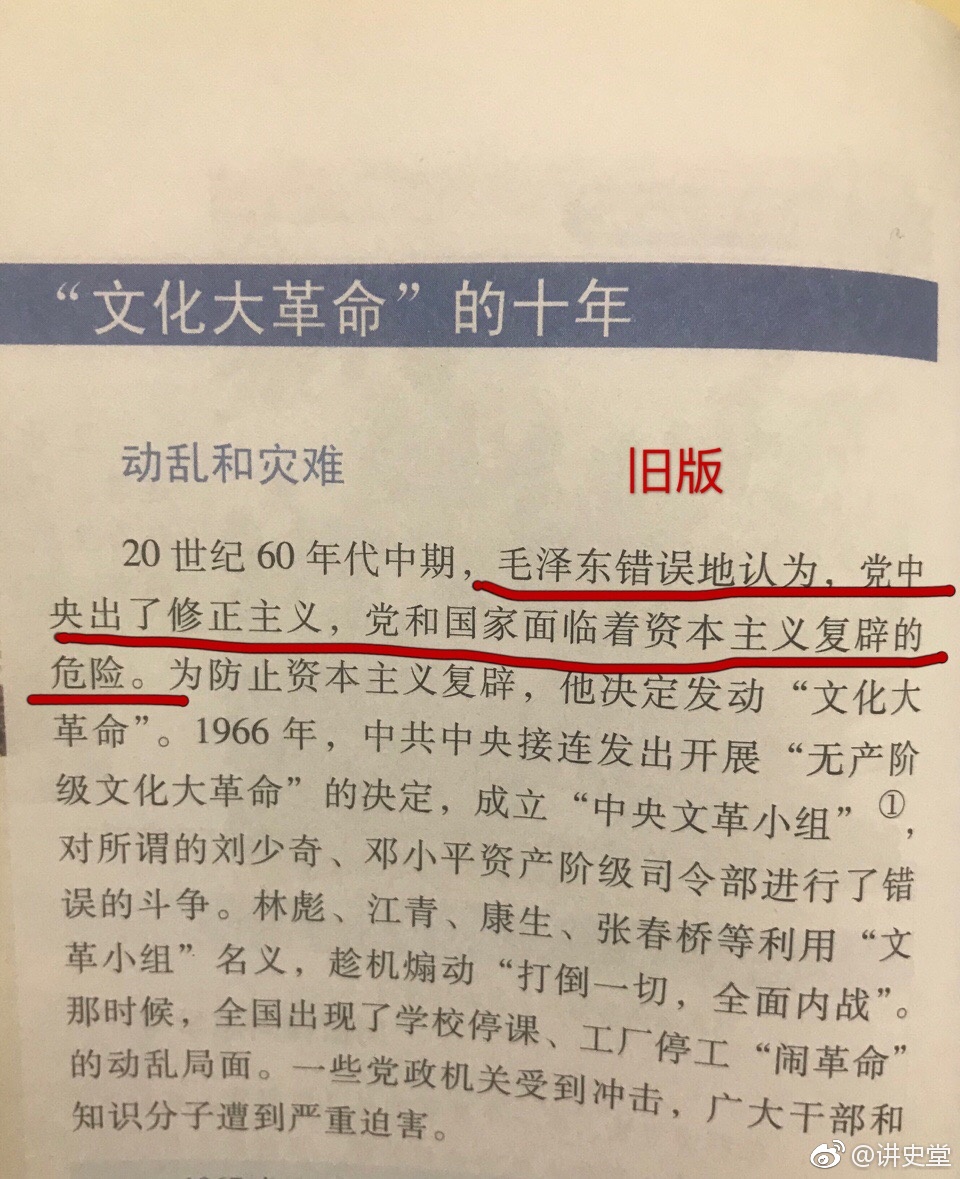 “文化大革命”的十年
动乱和灾难
旧版
20世纪60年代中期，毛泽东错误地认为，党中
央出了修正主义，党和国家面临着资本主义复辟的
危险。为防止资本主义复辟，他决定发动“文化大
革命”。1966年，中共中央接连发出开展“无产阶
级文化大革命”的决定，成立“中央文革小组”①，
对所谓的刘少奇、邓小平资产阶级司令部进行了错
误的斗争。林彪、江青、康生、张春桥等利用“文
革小组”名义，趁机煽动“打倒一切，全面内战”。
那时候，全国出现了学校停课、工厂停工“闹革命”
的动乱局面。一些党政机关受到冲击，广大干部和
知识分子遭到严重迫害。
@讲史堂